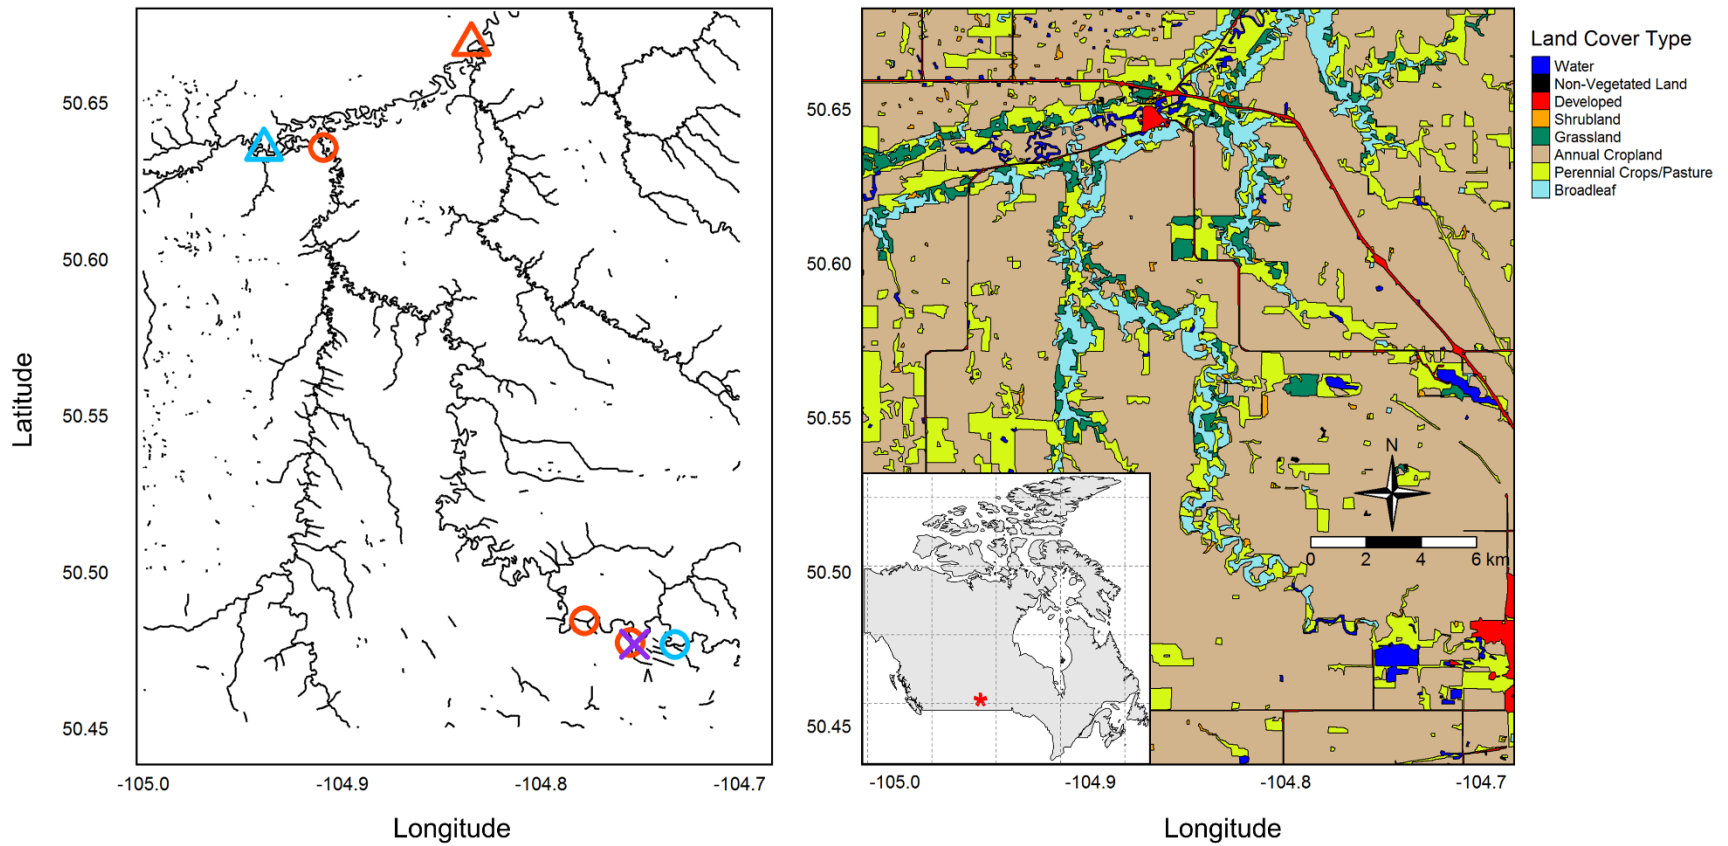 Latitude
50.65
50.60
50.55
50.50
50.45
-105.0
-104.9
-104.8
-104.7
Longitude
50.65
50.60
50.55
50.50
50.45
-105.0
-104.9
-104.8
-104.7
Longitude
N
0 2 4 6 km
*
Land Cover Type
Water
Non-Vegetated Land
Developed
Shrubland
Grassland
Annual Cropland
Perennial Crops/Pasture
Broadleaf